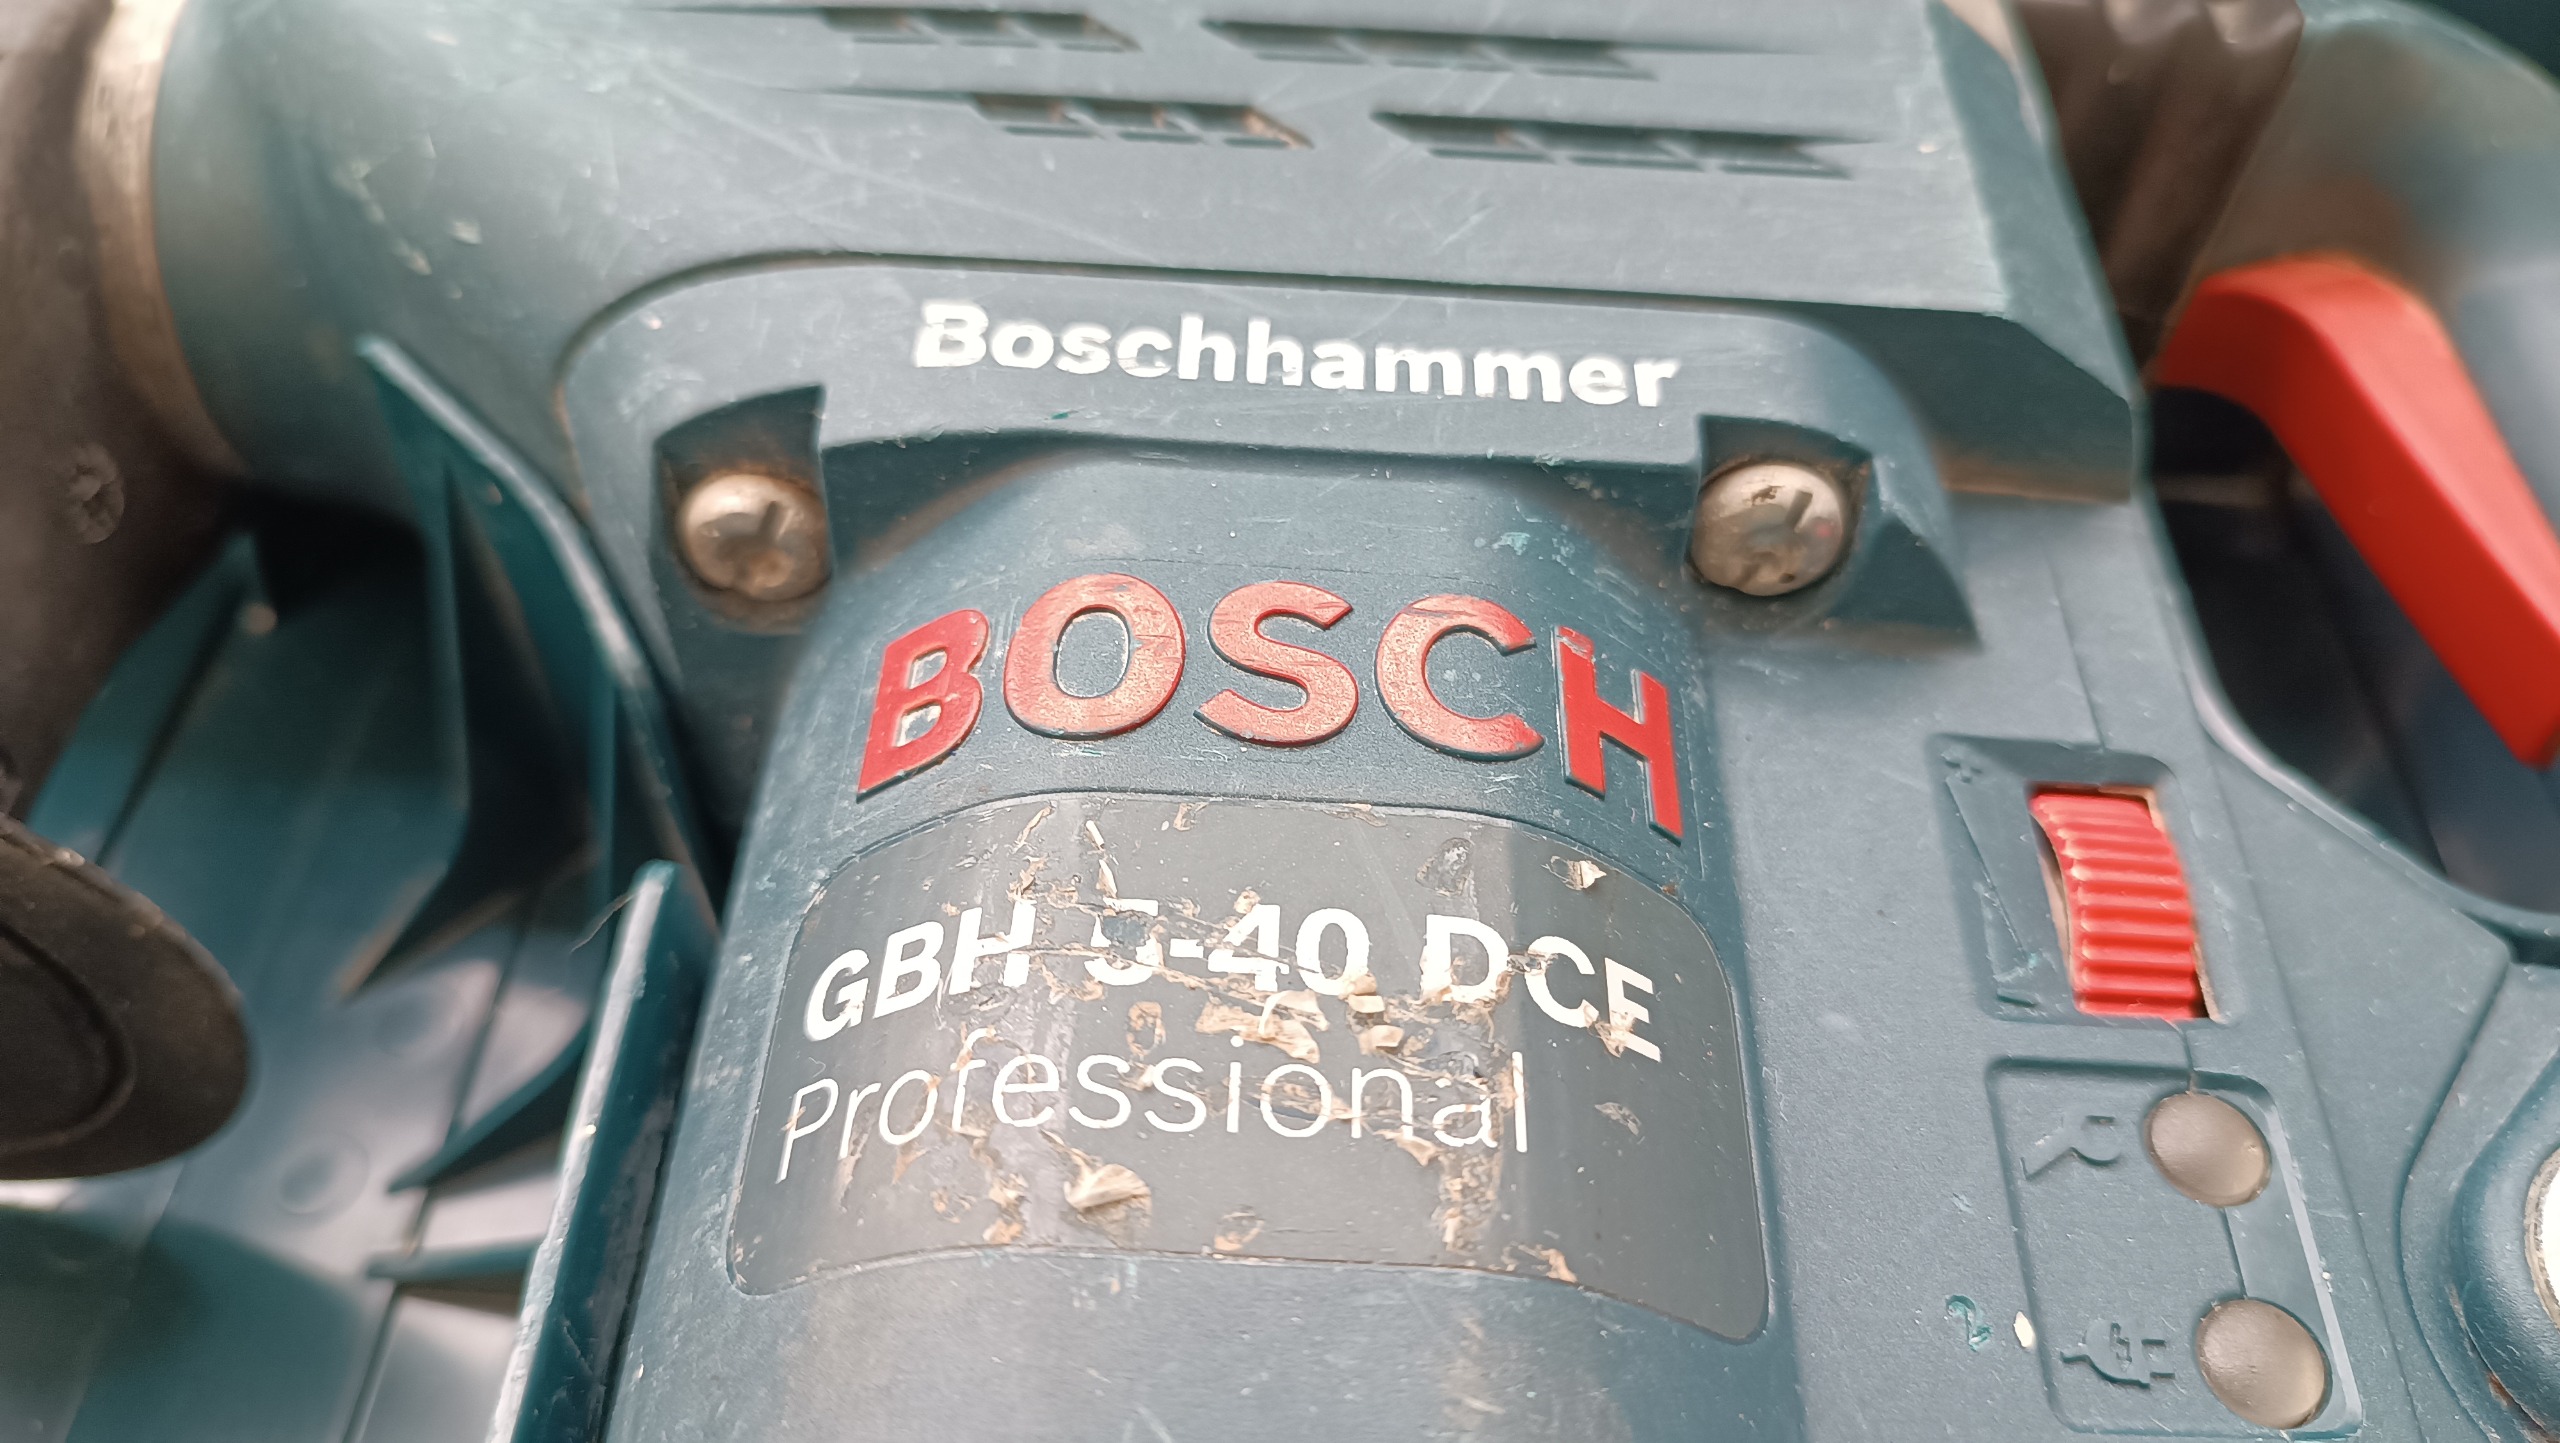 Boschhammer
BOSCH
GBH 5-40 DCE
Professional